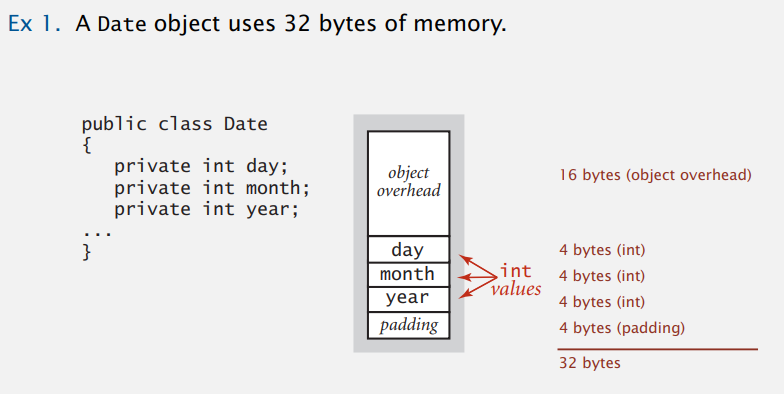 Ex 1. A Date object uses 32 bytes of memory.
public class Date
{
private int day;
private int month;
private int year;
...
}
object
overhead
day
month
year
padding
int
values
16 bytes (object overhead)
4 bytes (int)
4 bytes (int)
4 bytes (int)
4 bytes (padding)
32 bytes